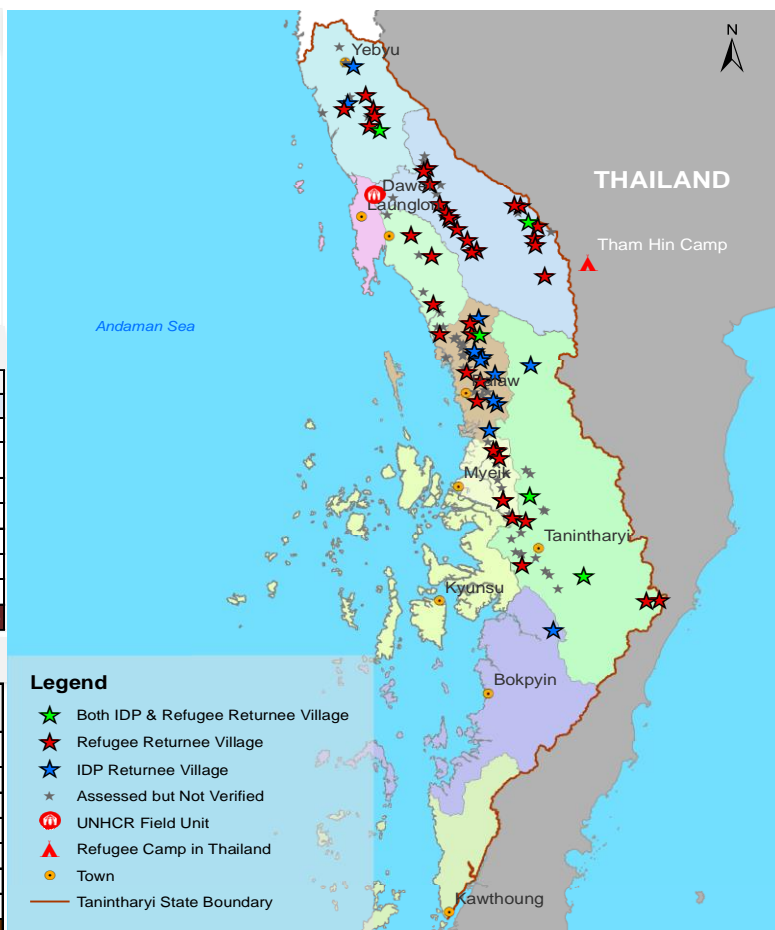 N
Yebyu
THAILAND
Dawei
Launglon
Tham Hin Camp
Andaman Sea
Myeik
Tanintharyi
Kyunsu
Bokpyin
Kawthoung
Legend
Both IDP & Refugee Returnee Village
Refugee Returnee Village
IDP Returnee Village
Assessed but Not Verified
UNHCR Field Unit
Refugee Camp in Thailand
Town
Tanintharyi State Boundary